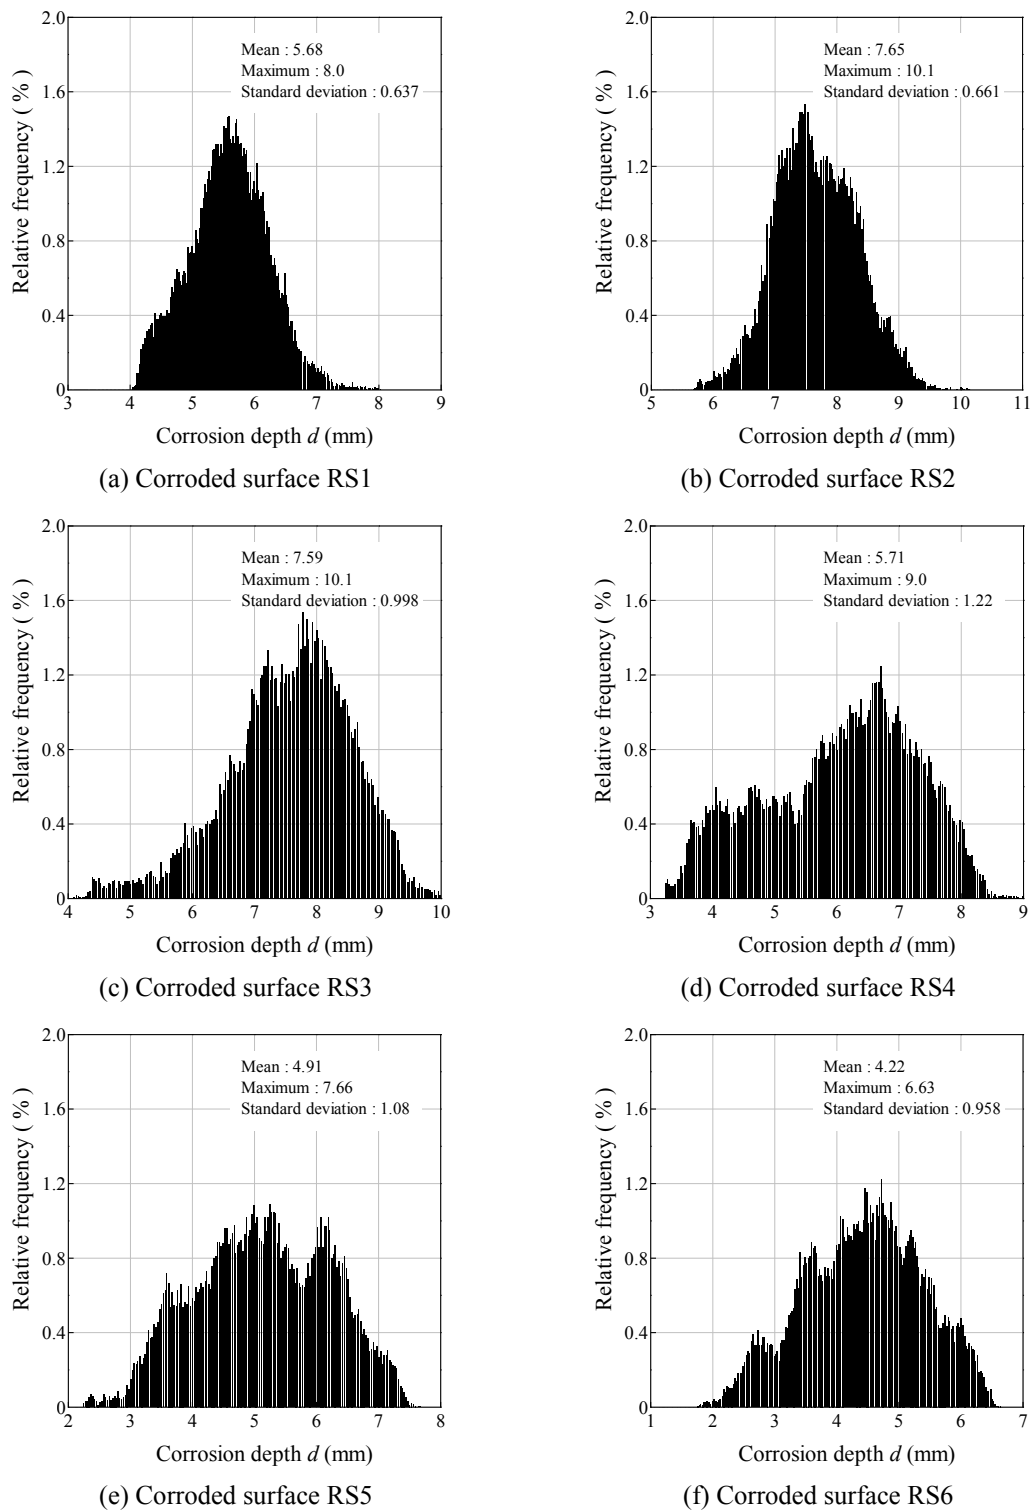 2.0
1.6
1.2
0.8
0.4
0
Relative frequency ( % )
Mean : 5.68
Maximum : 8.0
Standard deviation : 0.637
3 4 5 6 7 8 9
Corrosion depth d (mm)
(a) Corroded surface RS1
2.0
1.6
1.2
0.8
0.4
0
Relative frequency ( % )
Mean : 7.65
Maximum : 10.1
Standard deviation : 0.661
5 6 7 8 9 10 11
Corrosion depth d (mm)
(b) Corroded surface RS2
2.0
1.6
1.2
0.8
0.4
0
Relative frequency ( % )
Mean : 7.59
Maximum : 10.1
Standard deviation : 0.998
4 5 6 7 8 9 10
Corrosion depth d (mm)
(c) Corroded surface RS3
2.0
1.6
1.2
0.8
0.4
0
Relative frequency ( % )
Mean : 5.71
Maximum : 9.0
Standard deviation : 1.22
3 4 5 6 7 8 9
Corrosion depth d (mm)
(d) Corroded surface RS4
2.0
1.6
1.2
0.8
0.4
0
Relative frequency ( % )
Mean : 4.91
Maximum : 7.66
Standard deviation : 1.08
2 3 4 5 6 7 8
Corrosion depth d (mm)
(e) Corroded surface RS5
2.0
1.6
1.2
0.8
0.4
0
Relative frequency ( % )
Mean : 4.22
Maximum : 6.63
Standard deviation : 0.958
1 2 3 4 5 6 7
Corrosion depth d (mm)
(f) Corroded surface RS6